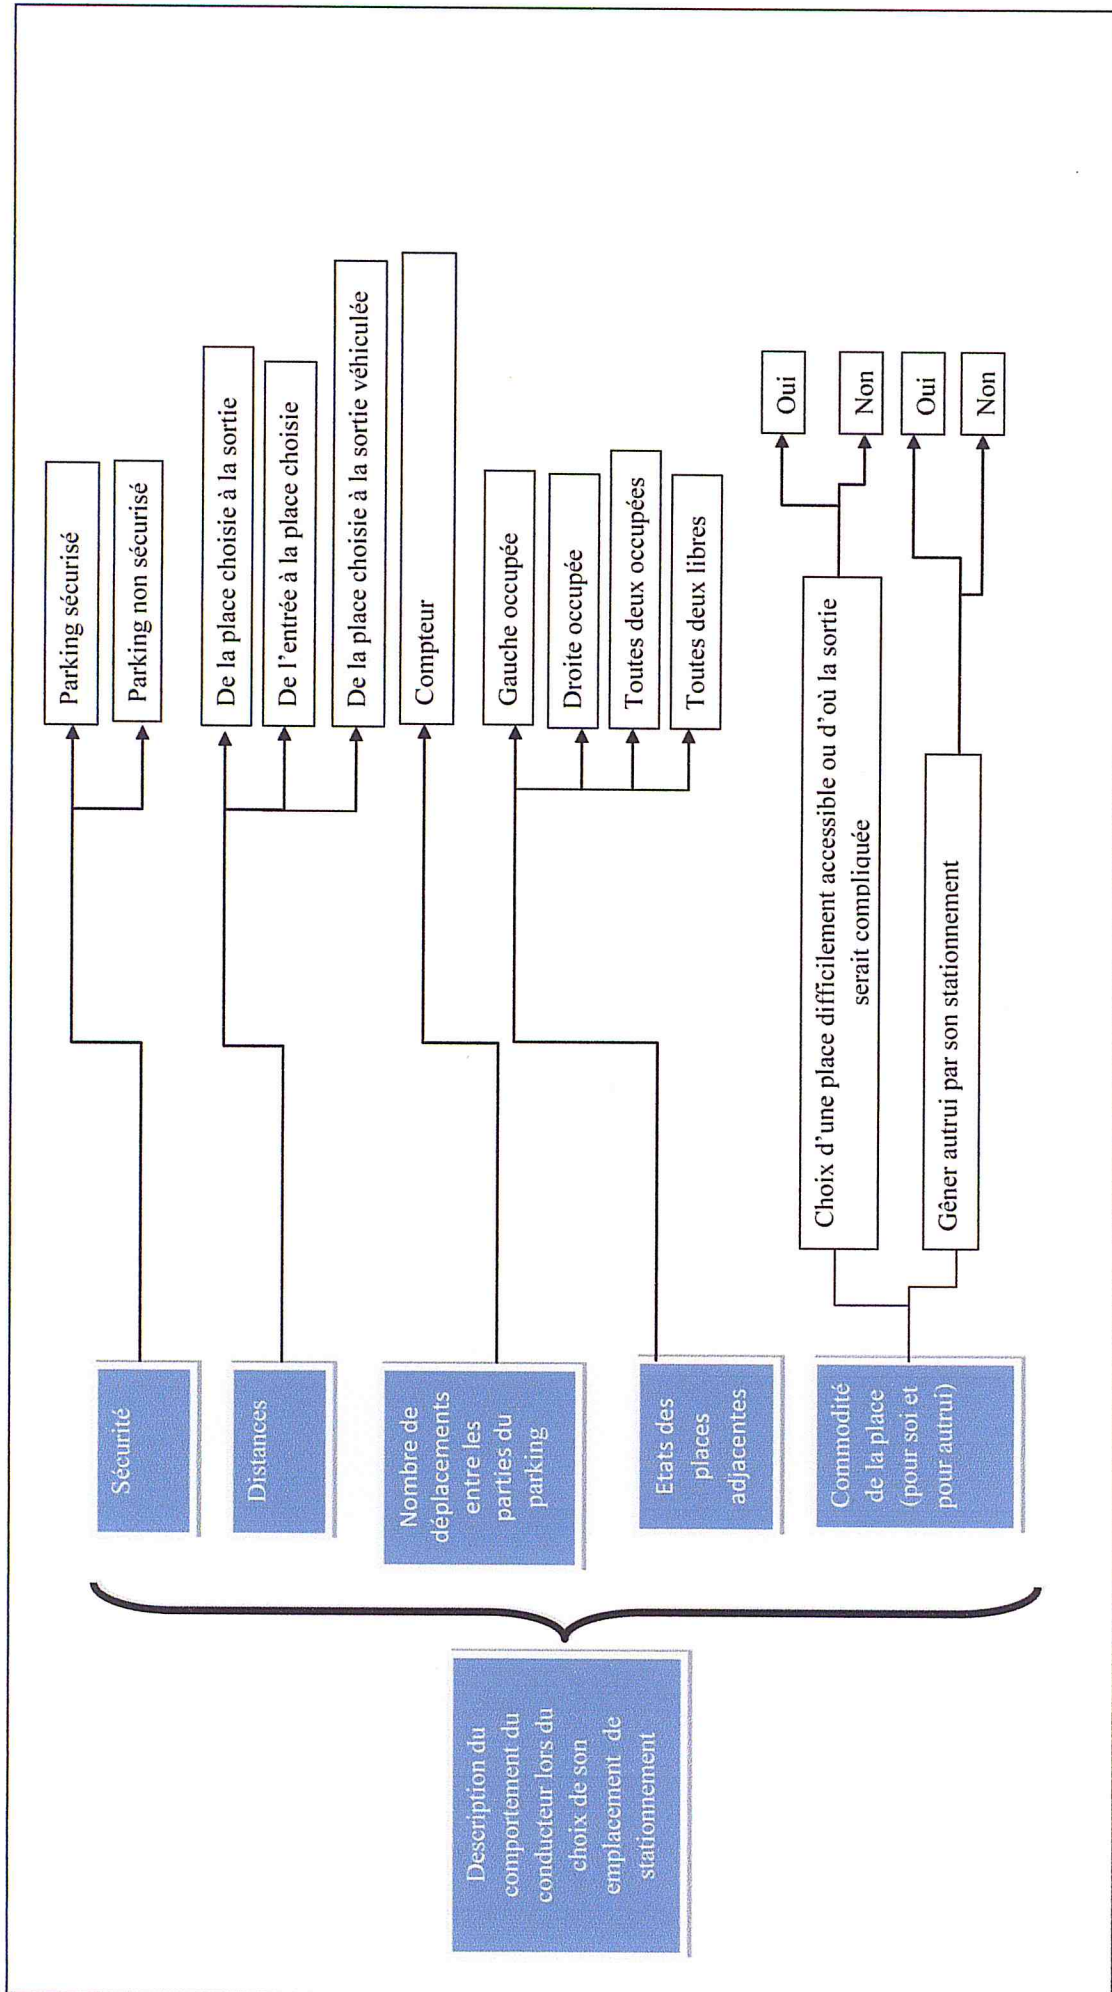 Description du
comportement du
conducteur lors du
choix de son
emplacement de
stationnement
Sécurité
Parking sécurisé
Parking non sécurisé
Distances
De la place choisie à la sortie
De l'entrée à la place choisie
De la place choisie à la sortie véhiculée
Nombre de
déplacements
entre les
parties du
parking
Compteur
Etats des
places
adjacentes
Gauche occupée
Droite occupée
Toutes deux occupées
Toutes deux libres
Commodité
de la place
(pour soi et
pour autrui)
Choix d'une place difficilement accessible ou d'où la sortie
serait compliquée
Oui
Non
Gêner autrui par son stationnement
Oui
Non